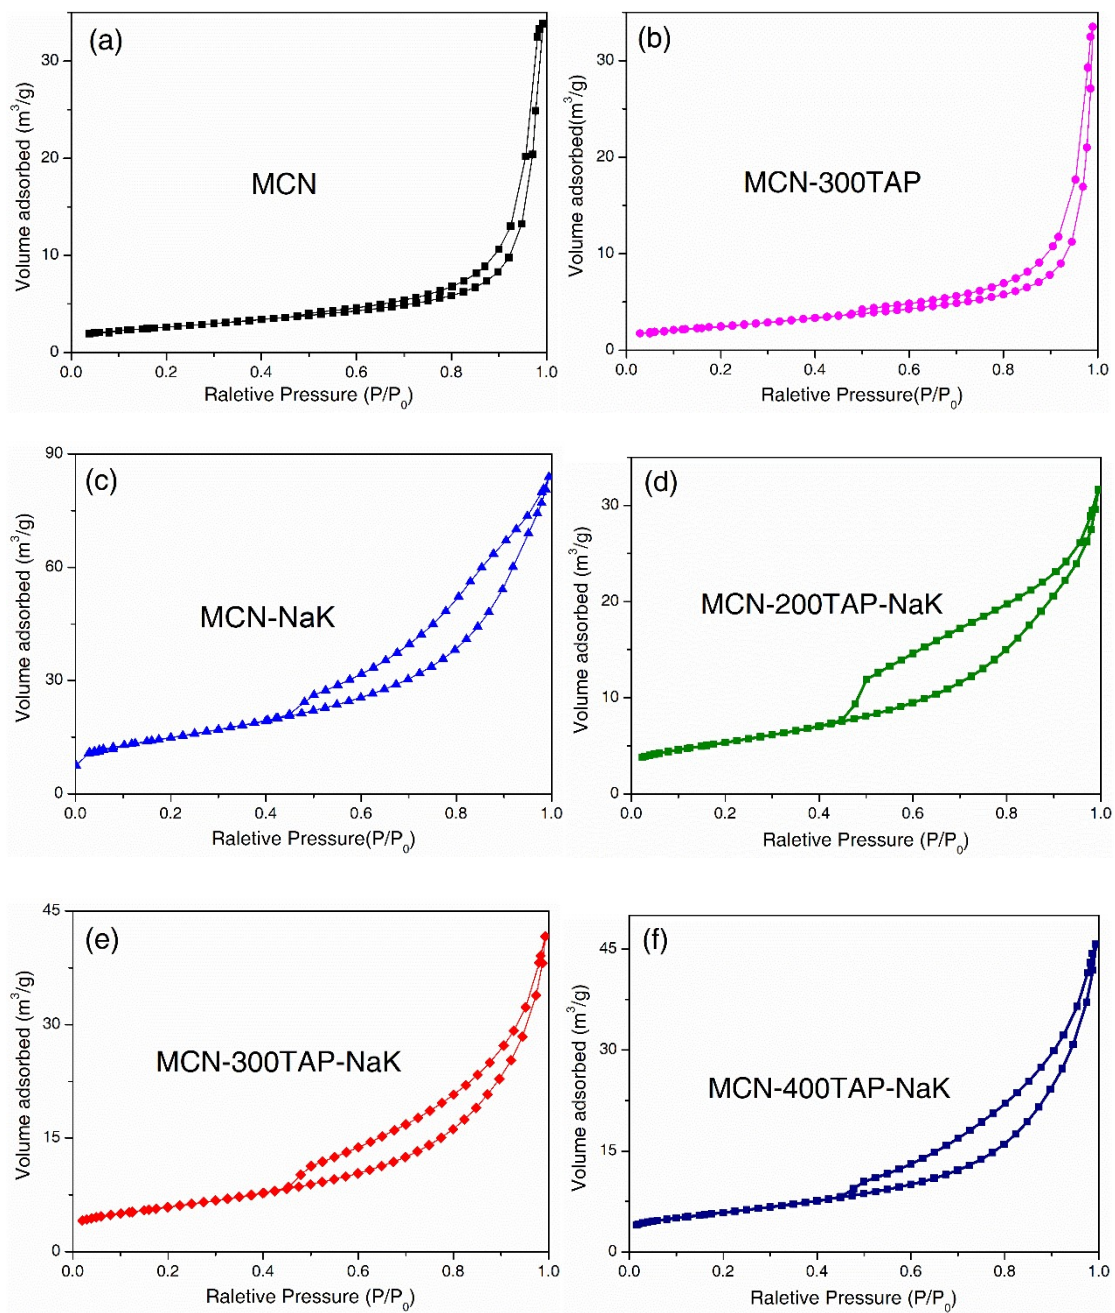 (a)
MCN
Volume adsorbed (m³/g)
30
20
10
0
0.0 0.2 0.4 0.6 0.8 1.0
Raletive Pressure (P/P₀)
(b)
MCN-300TAP
Volume adsorbed(m³/g)
30
20
10
0
0.0 0.2 0.4 0.6 0.8 1.0
Raletive Pressure(P/P₀)
(c)
MCN-NaK
Volume adsorbed (m³/g)
90
60
30
0
0.0 0.2 0.4 0.6 0.8 1.0
Raletive Pressure(P/P₀)
(d)
MCN-200TAP-NaK
Volume adsorbed (m³/g)
30
20
10
0
0.0 0.2 0.4 0.6 0.8 1.0
Raletive Pressure (P/P₀)
(e)
MCN-300TAP-NaK
Volume adsorbed (m³/g)
45
30
15
0
0.0 0.2 0.4 0.6 0.8 1.0
Raletive Pressure (P/P₀)
(f)
MCN-400TAP-NaK
Volume adsorbed (m³/g)
45
30
15
0
0.0 0.2 0.4 0.6 0.8 1.0
Raletive Pressure (P/P₀)